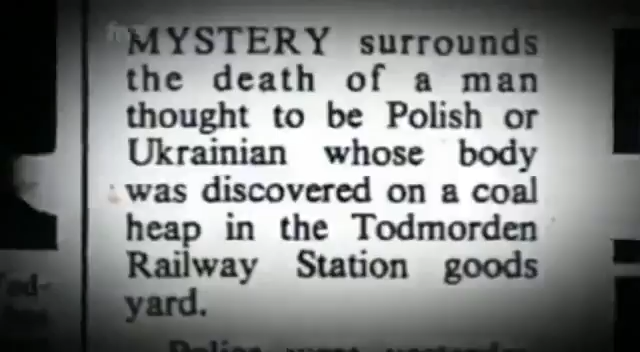 MYSTERY surrounds
the death of a man
thought to be Polish or
Ukrainian whose body
was discovered on a coal
heap in the Todmorden
Railway Station goods
yard.